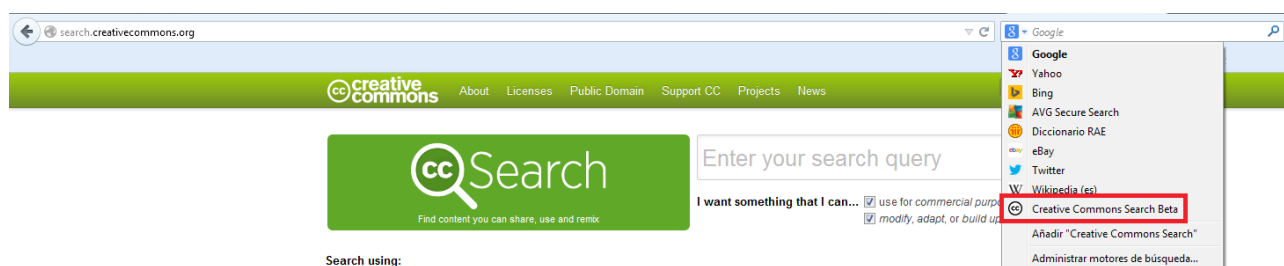 search.creativecommons.org
Google
creative commons
About Licenses Public Domain Support CC Projects News
cc Search
Find content you can share, use and remix
Enter your search query
I want something that I can... use for commercial
modify, adapt, or build
Search using:
Google
Yahoo
Bing
AVG Secure Search
Diccionario RAE
eBay
Twitter
Wikipedia (es)
Creative Commons Search Beta
Añadir "Creative Commons Search"
Administrar motores de búsqueda...